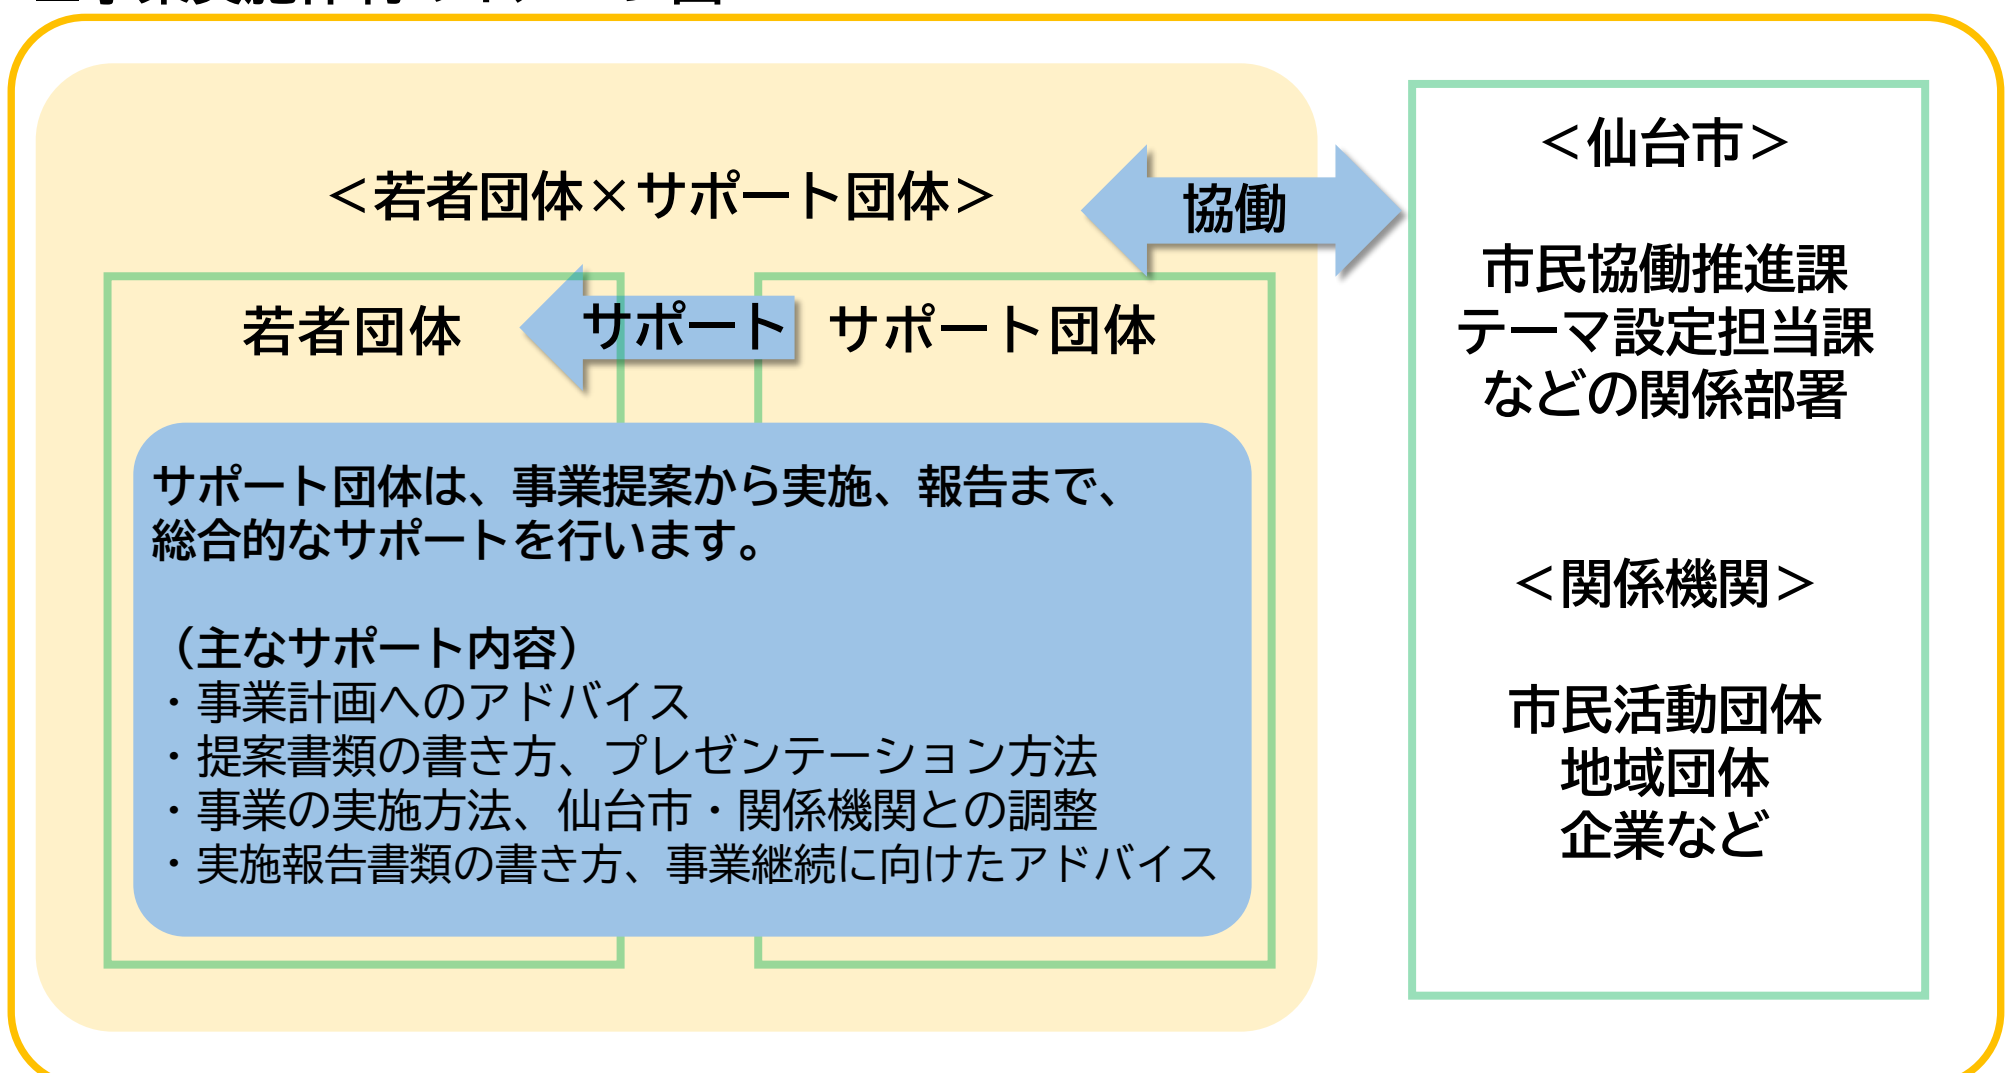 ＜若者団体×サポート団体＞
協働
若者団体
サポート
サポート団体
サポート団体は、事業提案から実施、報告まで、
総合的なサポートを行います。
（主なサポート内容）
・事業計画へのアドバイス
・提案書類の書き方、プレゼンテーション方法
・事業の実施方法、仙台市・関係機関との調整
・実施報告書類の書き方、事業継続に向けたアドバイス
＜仙台市＞
市民協働推進課
テーマ設定担当課
などの関係部署
＜関係機関＞
市民活動団体
地域団体
企業など